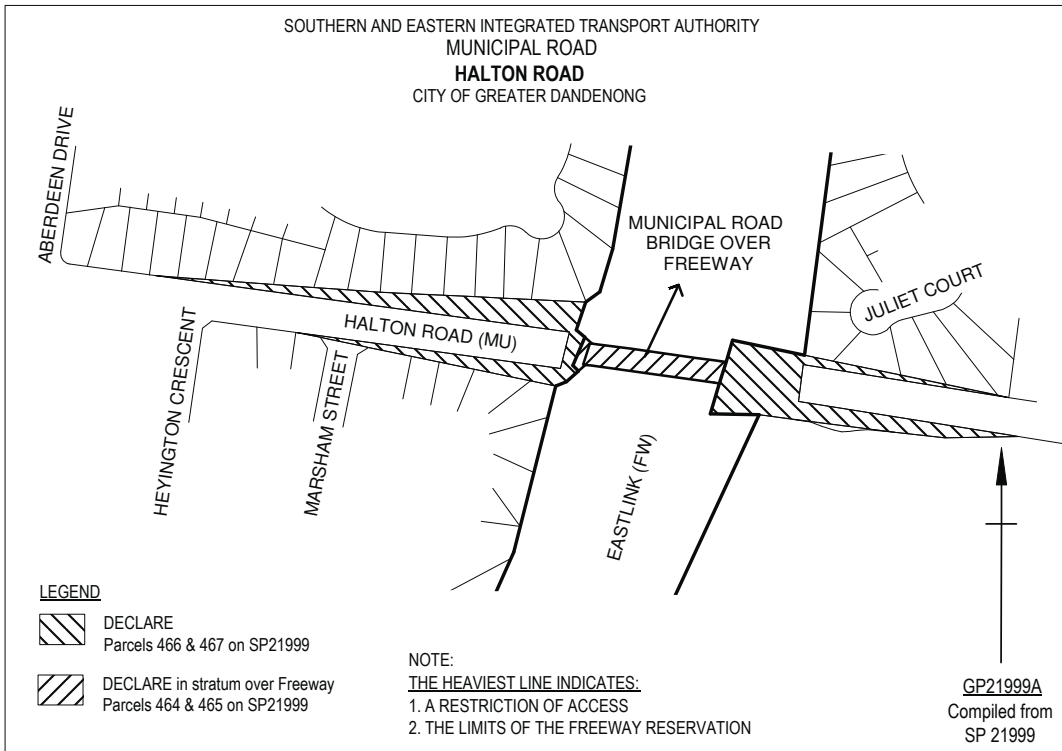 SOUTHERN AND EASTERN INTEGRATED TRANSPORT AUTHORITY
MUNICIPAL ROAD
HALTON ROAD
CITY OF GREATER DANDENONG
ABERDEEN DRIVE
MUNICIPAL ROAD
BRIDGE OVER
FREEWAY
JULIET COURT
HALTON ROAD (MU)
HEYINGTON CRESCENT
MARSHAM STREET
EASTLINK (FW)
LEGEND
DECLARE
Parcels 466 & 467 on SP21999
DECLARE in stratum over Freeway
Parcels 464 & 465 on SP21999
NOTE:
THE HEAVIEST LINE INDICATES:
1. A RESTRICTION OF ACCESS
2. THE LIMITS OF THE FREEWAY RESERVATION
GP21999A
Compiled from
SP 21999